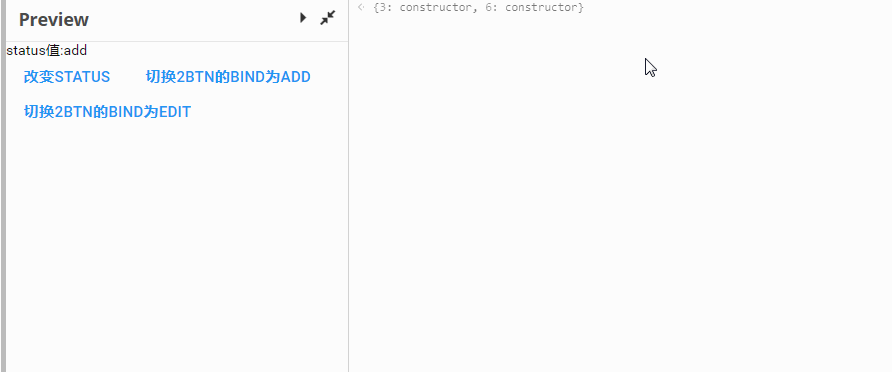 Preview
{3: constructor, 6: constructor}
status值:add
改变STATUS 切换2BTN的BIND为ADD
切换2BTN的BIND为EDIT